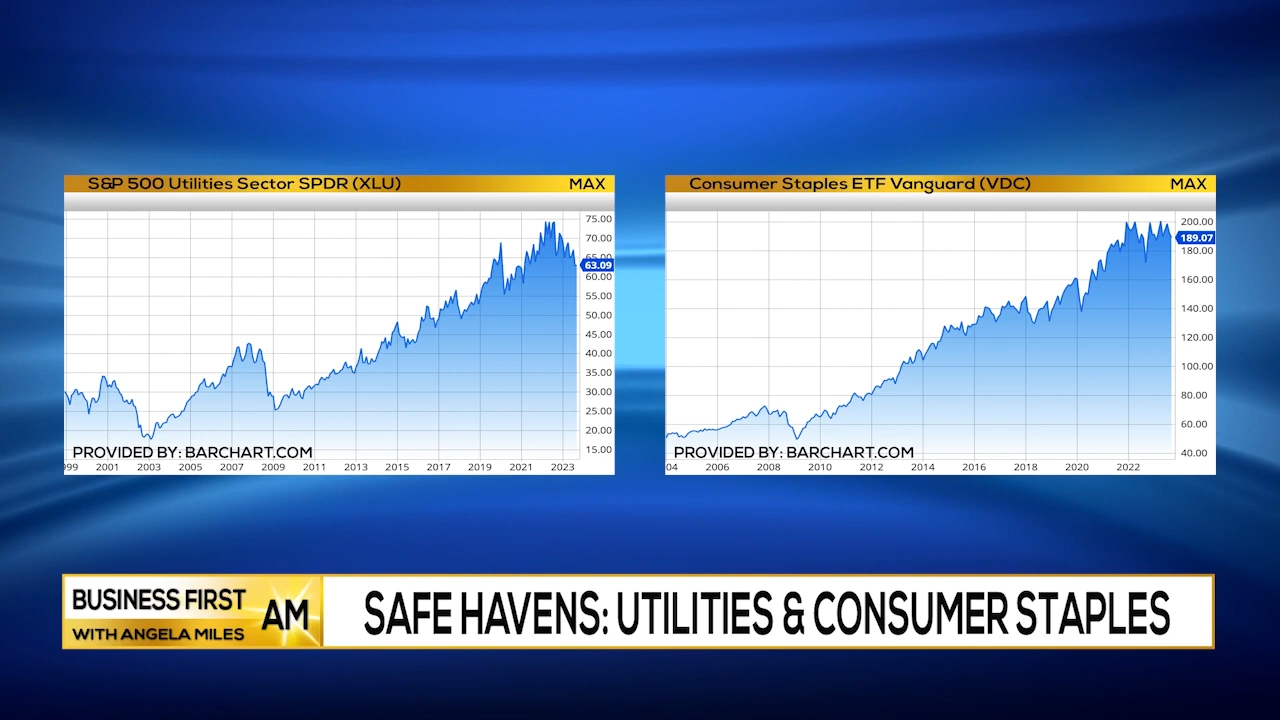 S&P 500 Utilities Sector SPDR (XLU) MAX
75.00
70.00
65.00
63.09
60.00
55.00
50.00
45.00
40.00
35.00
30.00
25.00
20.00
15.00
PROVIDED BY: BARCHART.COM
99 2001 2003 2005 2007 2009 2011 2013 2015 2017 2019 2021 2023
Consumer Staples ETF Vanguard (VDC) MAX
200.00
189.07
180.00
160.00
140.00
120.00
100.00
80.00
60.00
40.00
PROVIDED BY: BARCHART.COM
04 2006 2008 2010 2012 2014 2016 2018 2020 2022
BUSINESS FIRST AM
WITH ANGELA MILES
SAFE HAVENS: UTILITIES & CONSUMER STAPLES